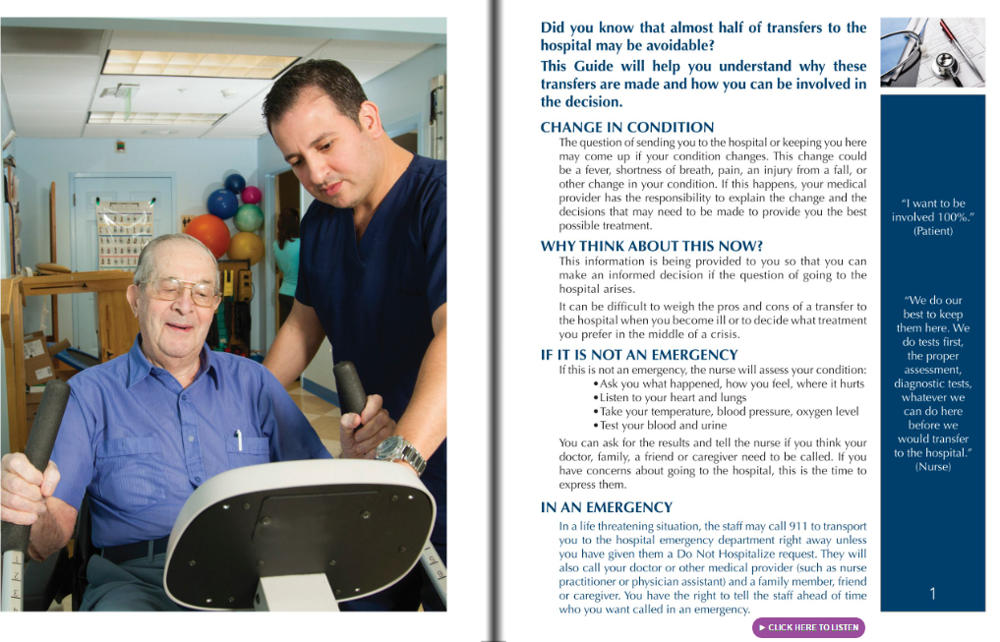 Did you know that almost half of transfers to the
hospital may be avoidable?
This Guide will help you understand why these
transfers are made and how you can be involved in
the decision.
CHANGE IN CONDITION
The question of sending you to the hospital or keeping you here
may come up if your condition changes. This change could
be a fever, shortness of breath, pain, an injury from a fall, or
other change in your condition. If this happens, your medical
provider has the responsibility to explain the change and the
decisions that may need to be made to provide you the best
possible treatment.
WHY THINK ABOUT THIS NOW?
This information is being provided to you so that you can
make an informed decision if the question of going to the
hospital arises.
It can be difficult to weigh the pros and cons of a transfer to
the hospital when you become ill or to decide what treatment
you prefer in the middle of a crisis.
IF IT IS NOT AN EMERGENCY
If this is not an emergency, the nurse will assess your condition:
•Ask you what happened, how you feel, where it hurts
•Listen to your heart and lungs
•Take your temperature, blood pressure, oxygen level
•Test your blood and urine
You can ask for the results and tell the nurse if you think your
doctor, family, a friend or caregiver need to be called. If you
have concerns about going to the hospital, this is the time to
express them.
IN AN EMERGENCY
In a life threatening situation, the staff may call 911 to transport
you to the hospital emergency department right away unless
you have given them a Do Not Hospitalize request. They will
also call your doctor or other medical provider (such as nurse
practitioner or physician assistant) and a family member, friend
or caregiver. You have the right to tell the staff ahead of time
who you want called in an emergency.
▶ CLICK HERE TO LISTEN
“I want to be
involved 100%.”
(Patient)
“We do our
best to keep
them here. We
do tests first,
the proper
assessment,
diagnostic tests,
whatever we
can do here
before we
would transfer
to the hospital.”
(Nurse)
1